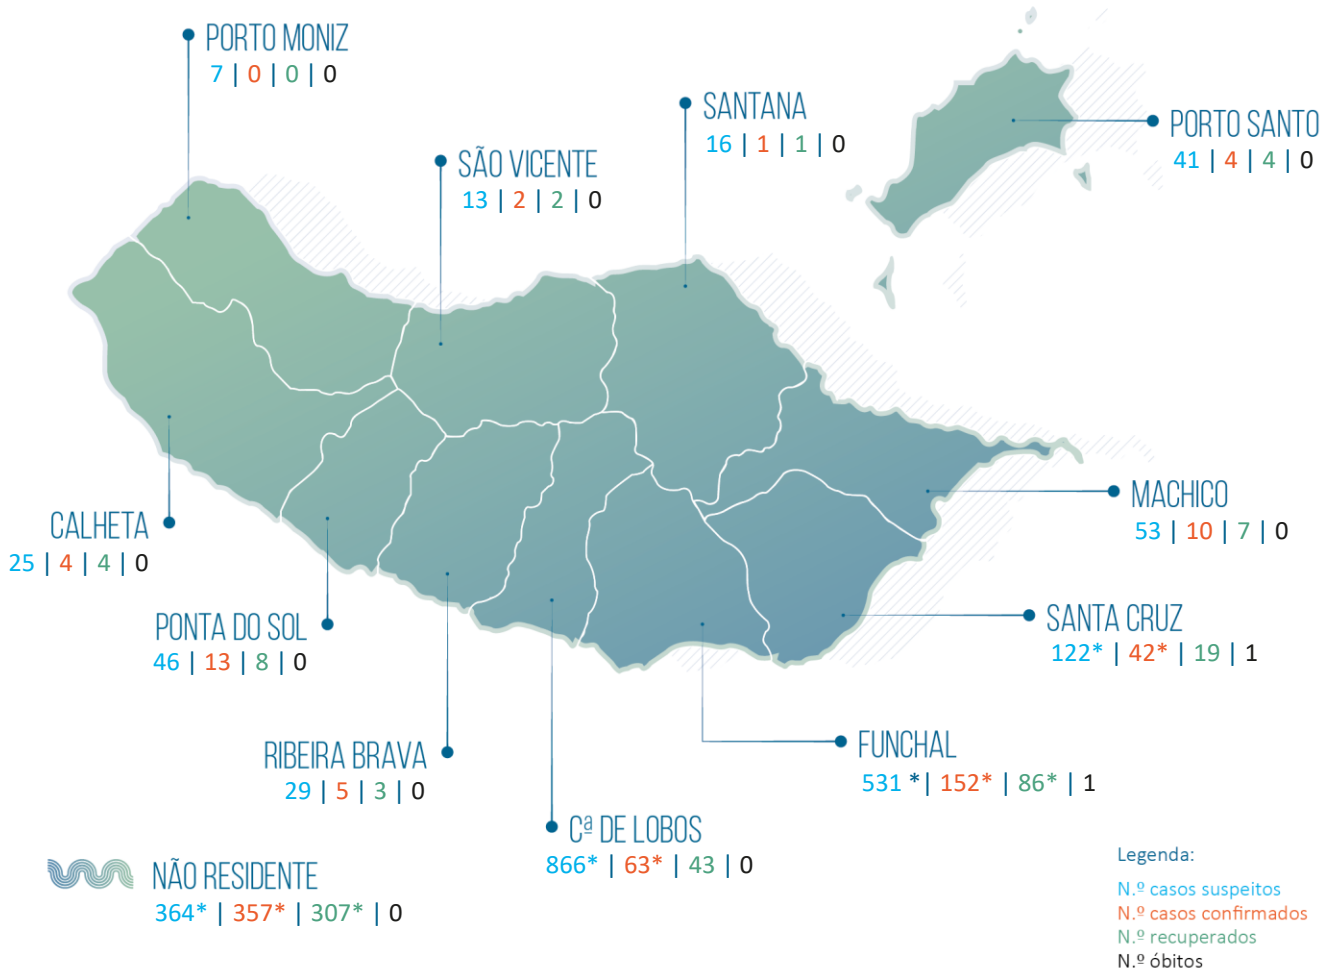 PORTO MONIZ
7 | 0 | 0 | 0
SANTANA
16 | 1 | 1 | 0
PORTO SANTO
41 | 4 | 4 | 0
SÃO VICENTE
13 | 2 | 2 | 0
MACHICO
53 | 10 | 7 | 0
CALHETA
25 | 4 | 4 | 0
PONTA DO SOL
46 | 13 | 8 | 0
SANTA CRUZ
122* | 42* | 19 | 1
RIBEIRA BRAVA
29 | 5 | 3 | 0
FUNCHAL
531 *| 152* | 86* | 1
Cª DE LOBOS
866* | 63* | 43 | 0
NÃO RESIDENTE
364* | 357* | 307* | 0
Legenda:
N.º casos suspeitos
N.º casos confirmados
N.º recuperados
N.º óbitos